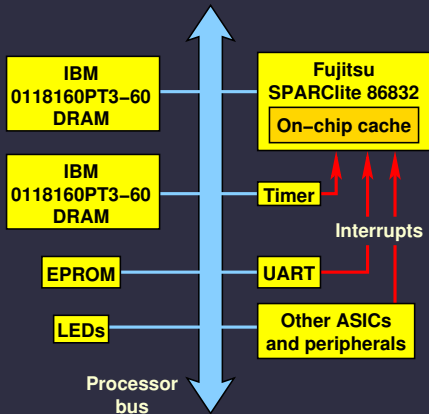 IBM
0118160PT3−60
DRAM
Fujitsu
SPARClite 86832
On−chip cache
IBM
0118160PT3−60
DRAM
Timer
Interrupts
EPROM
UART
LEDs
Other ASICs
and peripherals
Processor
bus